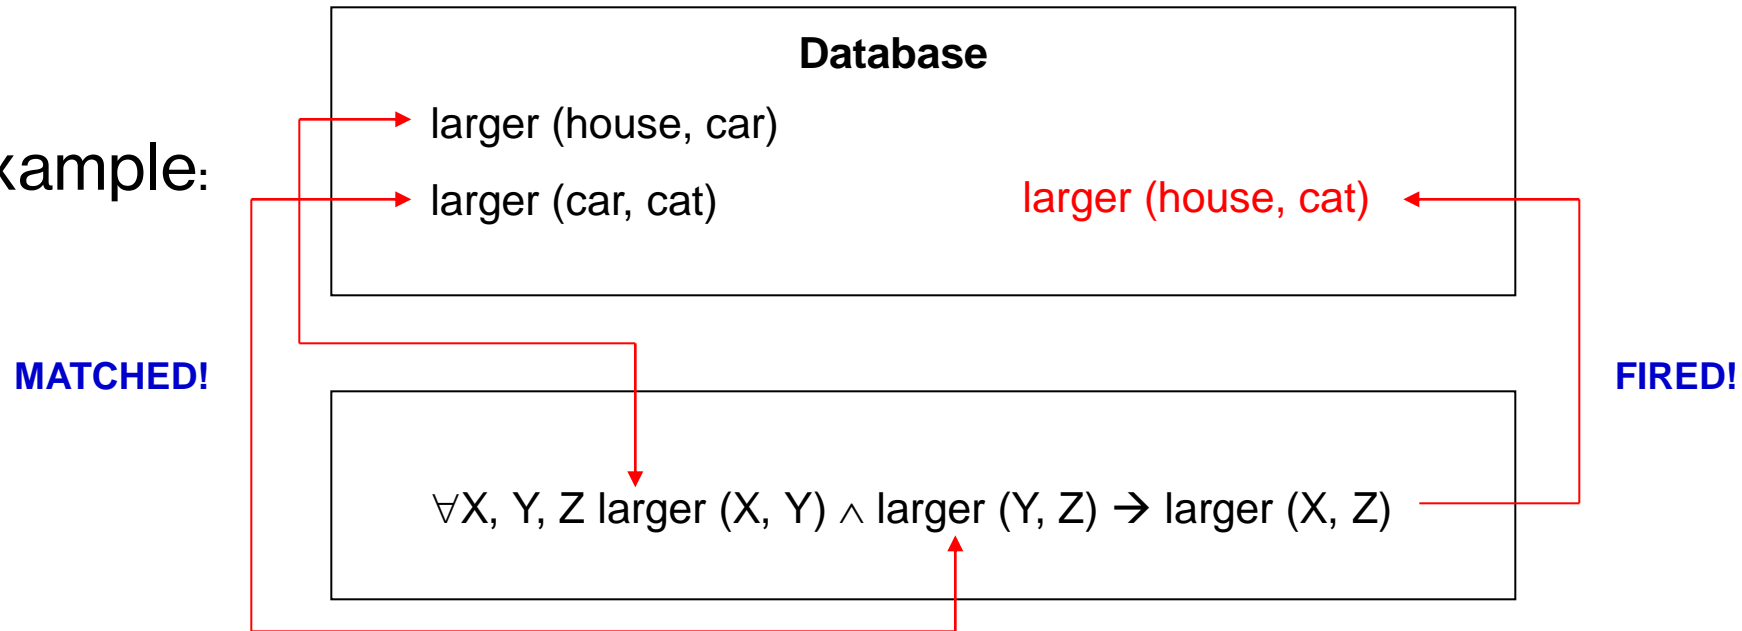 Database
larger (house, car)
xample:
larger (car, cat)
larger (house, cat)
MATCHED!
FIRED!
∀X, Y, Z larger (X, Y) ∧ larger (Y, Z) → larger (X, Z)